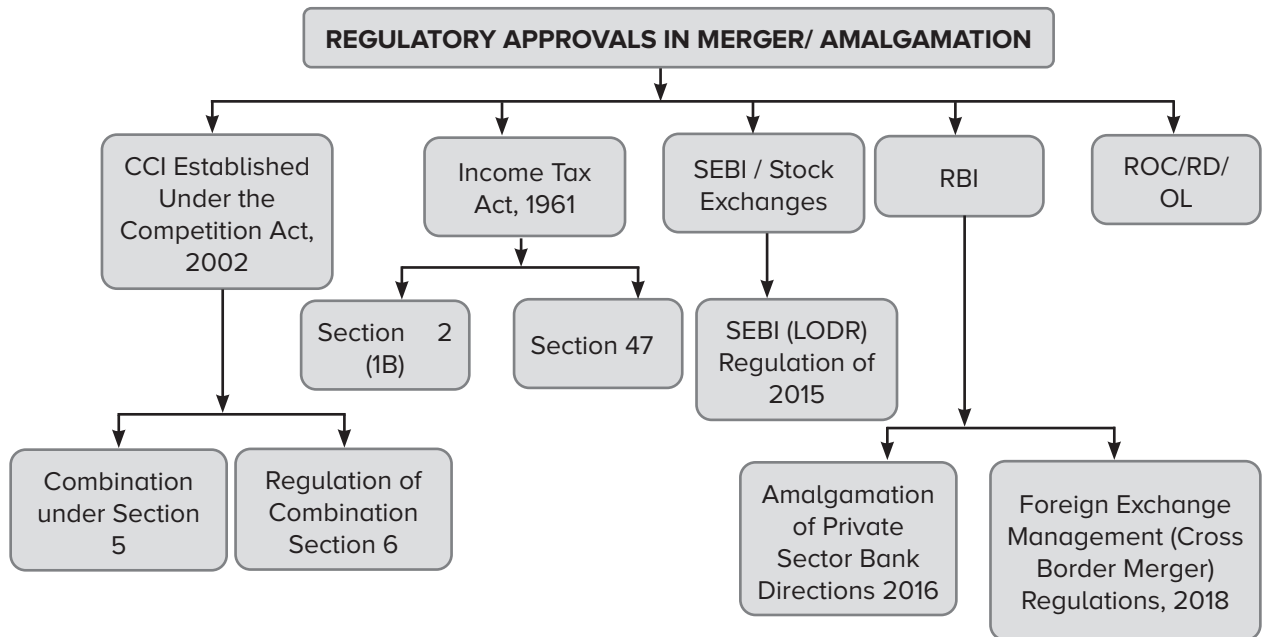 REGULATORY APPROVALS IN MERGER/ AMALGAMATION
CCI Established
Under the
Competition Act,
2002
Income Tax
Act, 1961
SEBI / Stock
Exchanges
RBI
ROC/RD/
OL
Section 2
(1B)
Section 47
SEBI (LODR)
Regulation of
2015
Combination
under Section
5
Regulation of
Combination
Section 6
Amalgamation
of Private
Sector Bank
Directions 2016
Foreign Exchange
Management (Cross
Border Merger)
Regulations, 2018